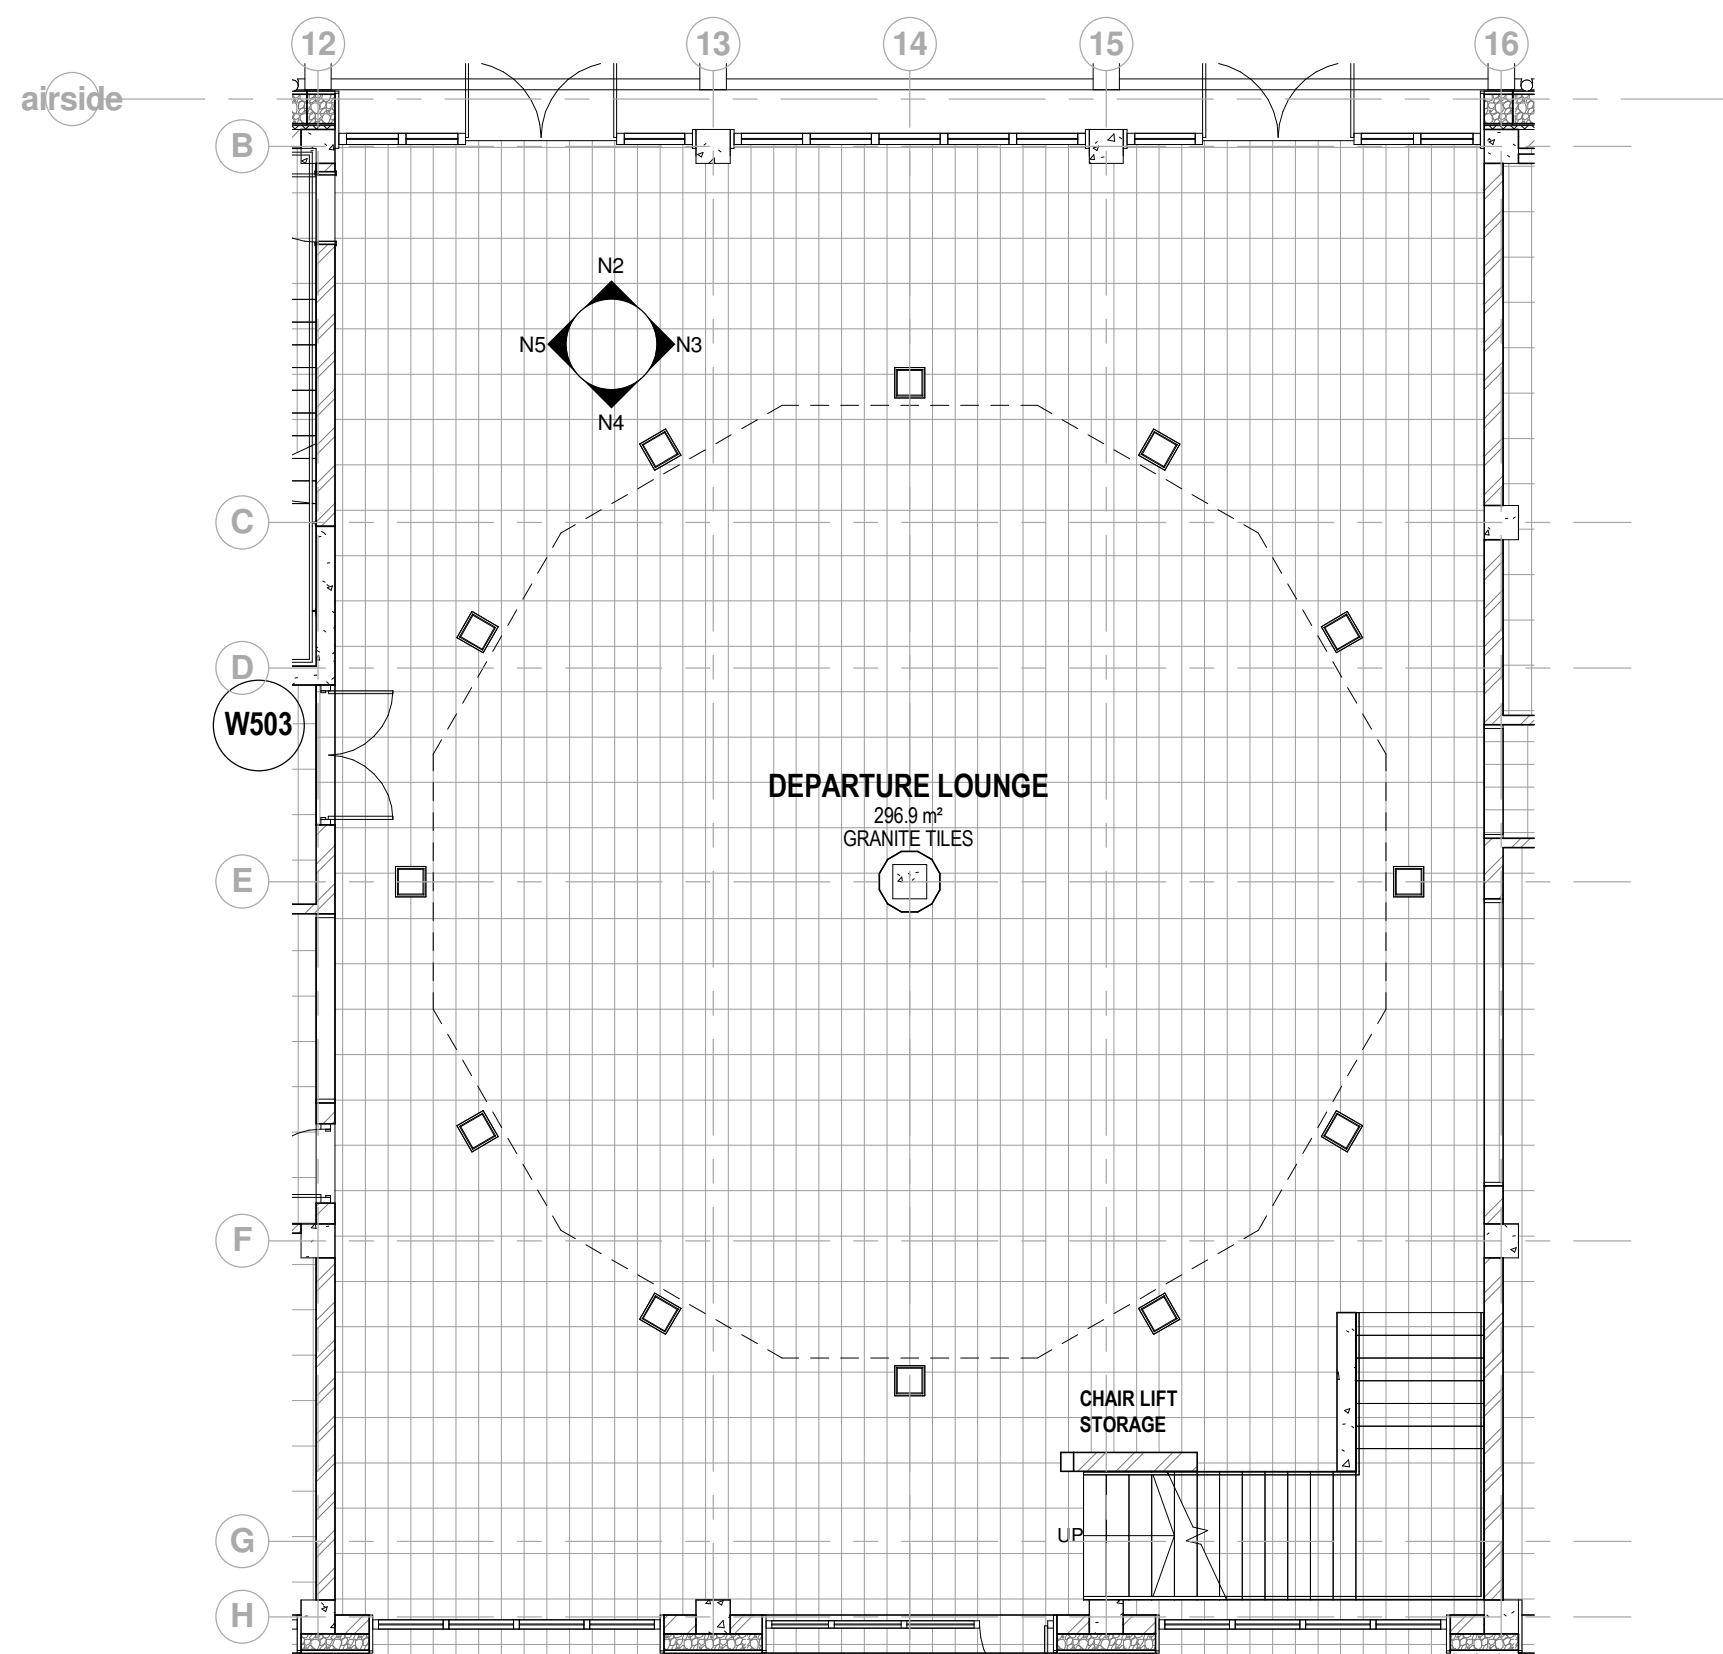 12
13
14
15
16
airside
B
N2
N5
N3
N4
C
D
W503
DEPARTURE LOUNGE
296.9 m²
GRANITE TILES
E
F
CHAIR LIFT
STORAGE
UP
G
H